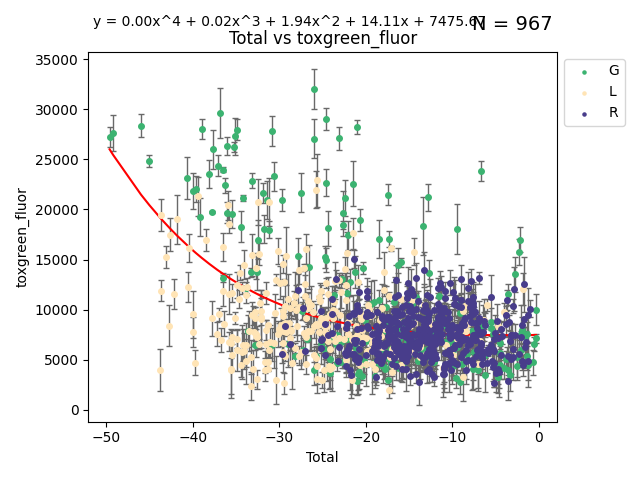 y = 0.00x^4 + 0.02x^3 + 1.94x^2 + 14.11x + 7475.67
N = 967
Total vs toxgreen_fluor
35000
30000
25000
20000
15000
10000
5000
0
toxgreen_fluor
−50
−40
−30
−20
−10
0
Total
G
L
R